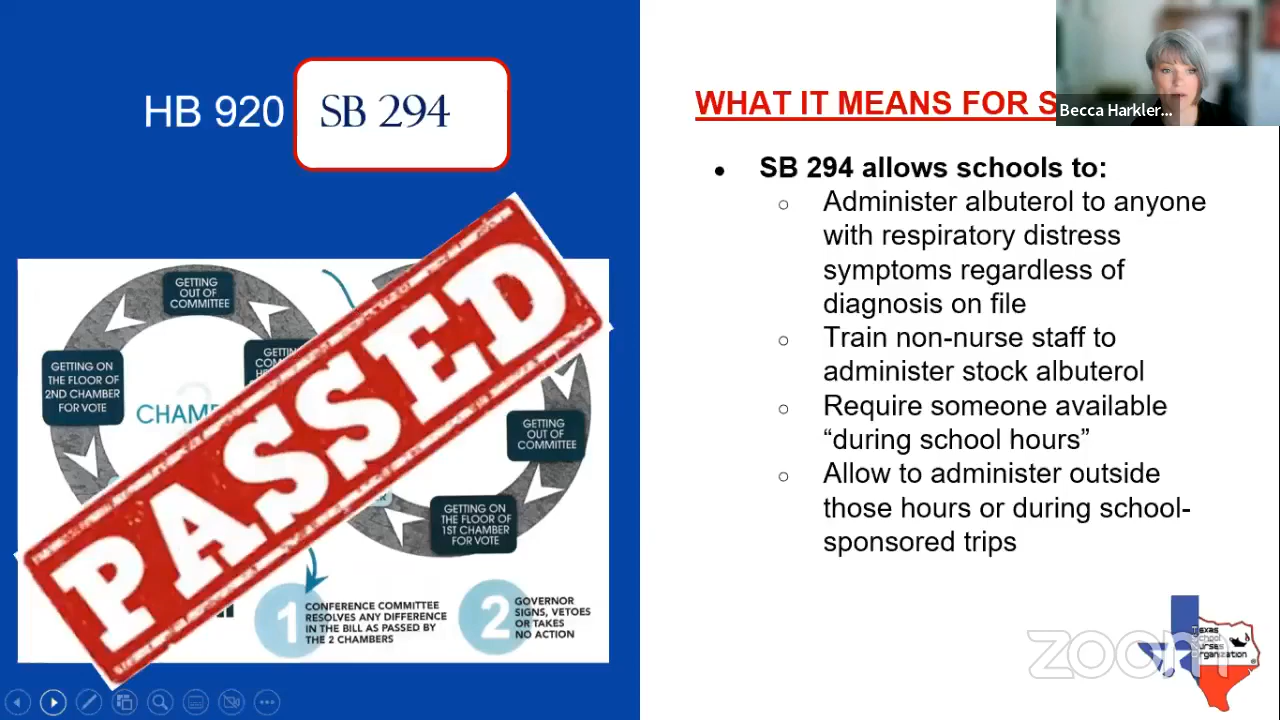 HB 920
SB 294
GETTING
OUT OF
COMMITTEE
GETTING ON
THE FLOOR OF
2ND CHAMBER
FOR VOTE
GETTING
OUT OF
COMMITTEE
GETTING ON
THE FLOOR OF
1ST CHAMBER
FOR VOTE
PASSED
1
CONFERENCE COMMITTEE
RESOLVES ANY DIFFERENCE
IN THE BILL AS PASSED BY
THE 2 CHAMBERS
2
GOVERNOR
SIGNS, VETOES
OR TAKES
NO ACTION
WHAT IT MEANS FOR
Becca Harkler...
• SB 294 allows schools to:
○ Administer albuterol to anyone
with respiratory distress
symptoms regardless of
diagnosis on file
○ Train non-nurse staff to
administer stock albuterol
○ Require someone available
“during school hours”
○ Allow to administer outside
those hours or during school-
sponsored trips
zoom
Texas
School
Nurses
Organization